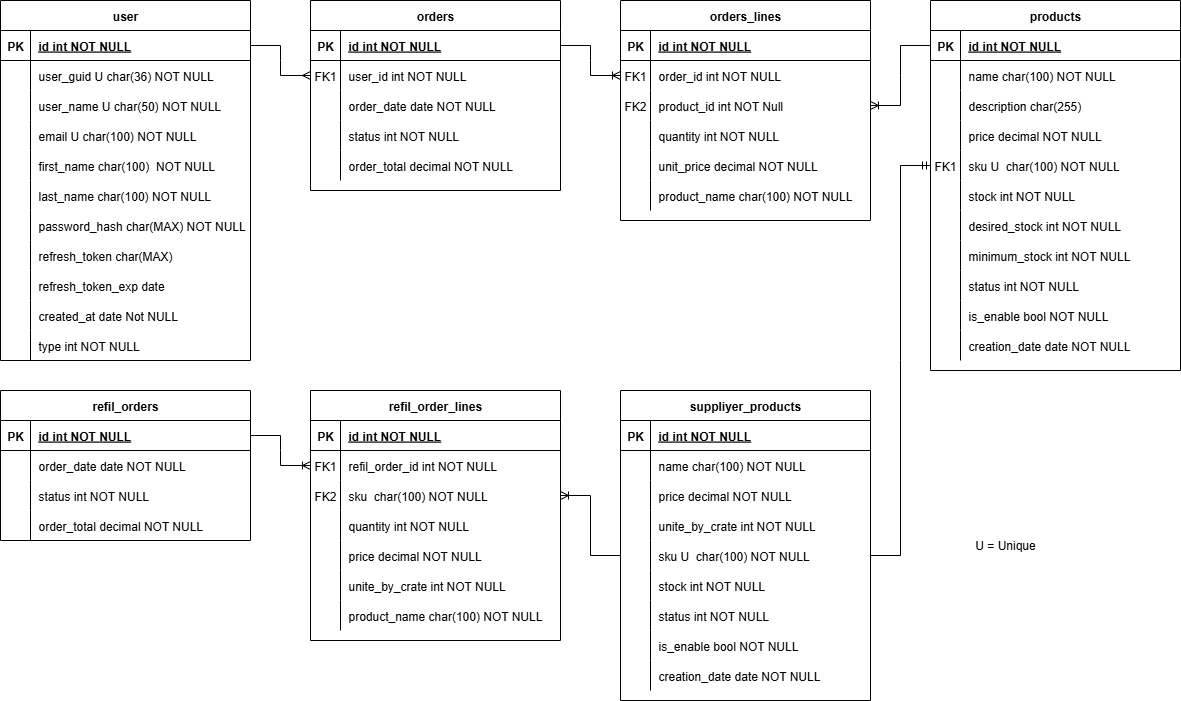 user
PK id int NOT NULL
user_guid U char(36) NOT NULL
user_name U char(50) NOT NULL
email U char(100) NOT NULL
first_name char(100)  NOT NULL
last_name char(100) NOT NULL
password_hash char(MAX) NOT NULL
refresh_token char(MAX)
refresh_token_exp date
created_at date Not NULL
type int NOT NULL
orders
PK id int NOT NULL
FK1 user_id int NOT NULL
order_date date NOT NULL
status int NOT NULL
order_total decimal NOT NULL
orders_lines
PK id int NOT NULL
FK1 order_id int NOT NULL
FK2 product_id int NOT Null
quantity int NOT NULL
unit_price decimal NOT NULL
product_name char(100) NOT NULL
products
PK id int NOT NULL
name char(100) NOT NULL
description char(255)
price decimal NOT NULL
FK1 sku U  char(100) NOT NULL
stock int NOT NULL
desired_stock int NOT NULL
minimum_stock int NOT NULL
status int NOT NULL
is_enable bool NOT NULL
creation_date date NOT NULL
refil_orders
PK id int NOT NULL
order_date date NOT NULL
status int NOT NULL
order_total decimal NOT NULL
refil_order_lines
PK id int NOT NULL
FK1 refil_order_id int NOT NULL
FK2 sku  char(100) NOT NULL
quantity int NOT NULL
price decimal NOT NULL
unite_by_crate int NOT NULL
product_name char(100) NOT NULL
suppliyer_products
PK id int NOT NULL
name char(100) NOT NULL
price decimal NOT NULL
unite_by_crate int NOT NULL
sku U  char(100) NOT NULL
stock int NOT NULL
status int NOT NULL
is_enable bool NOT NULL
creation_date date NOT NULL
U = Unique